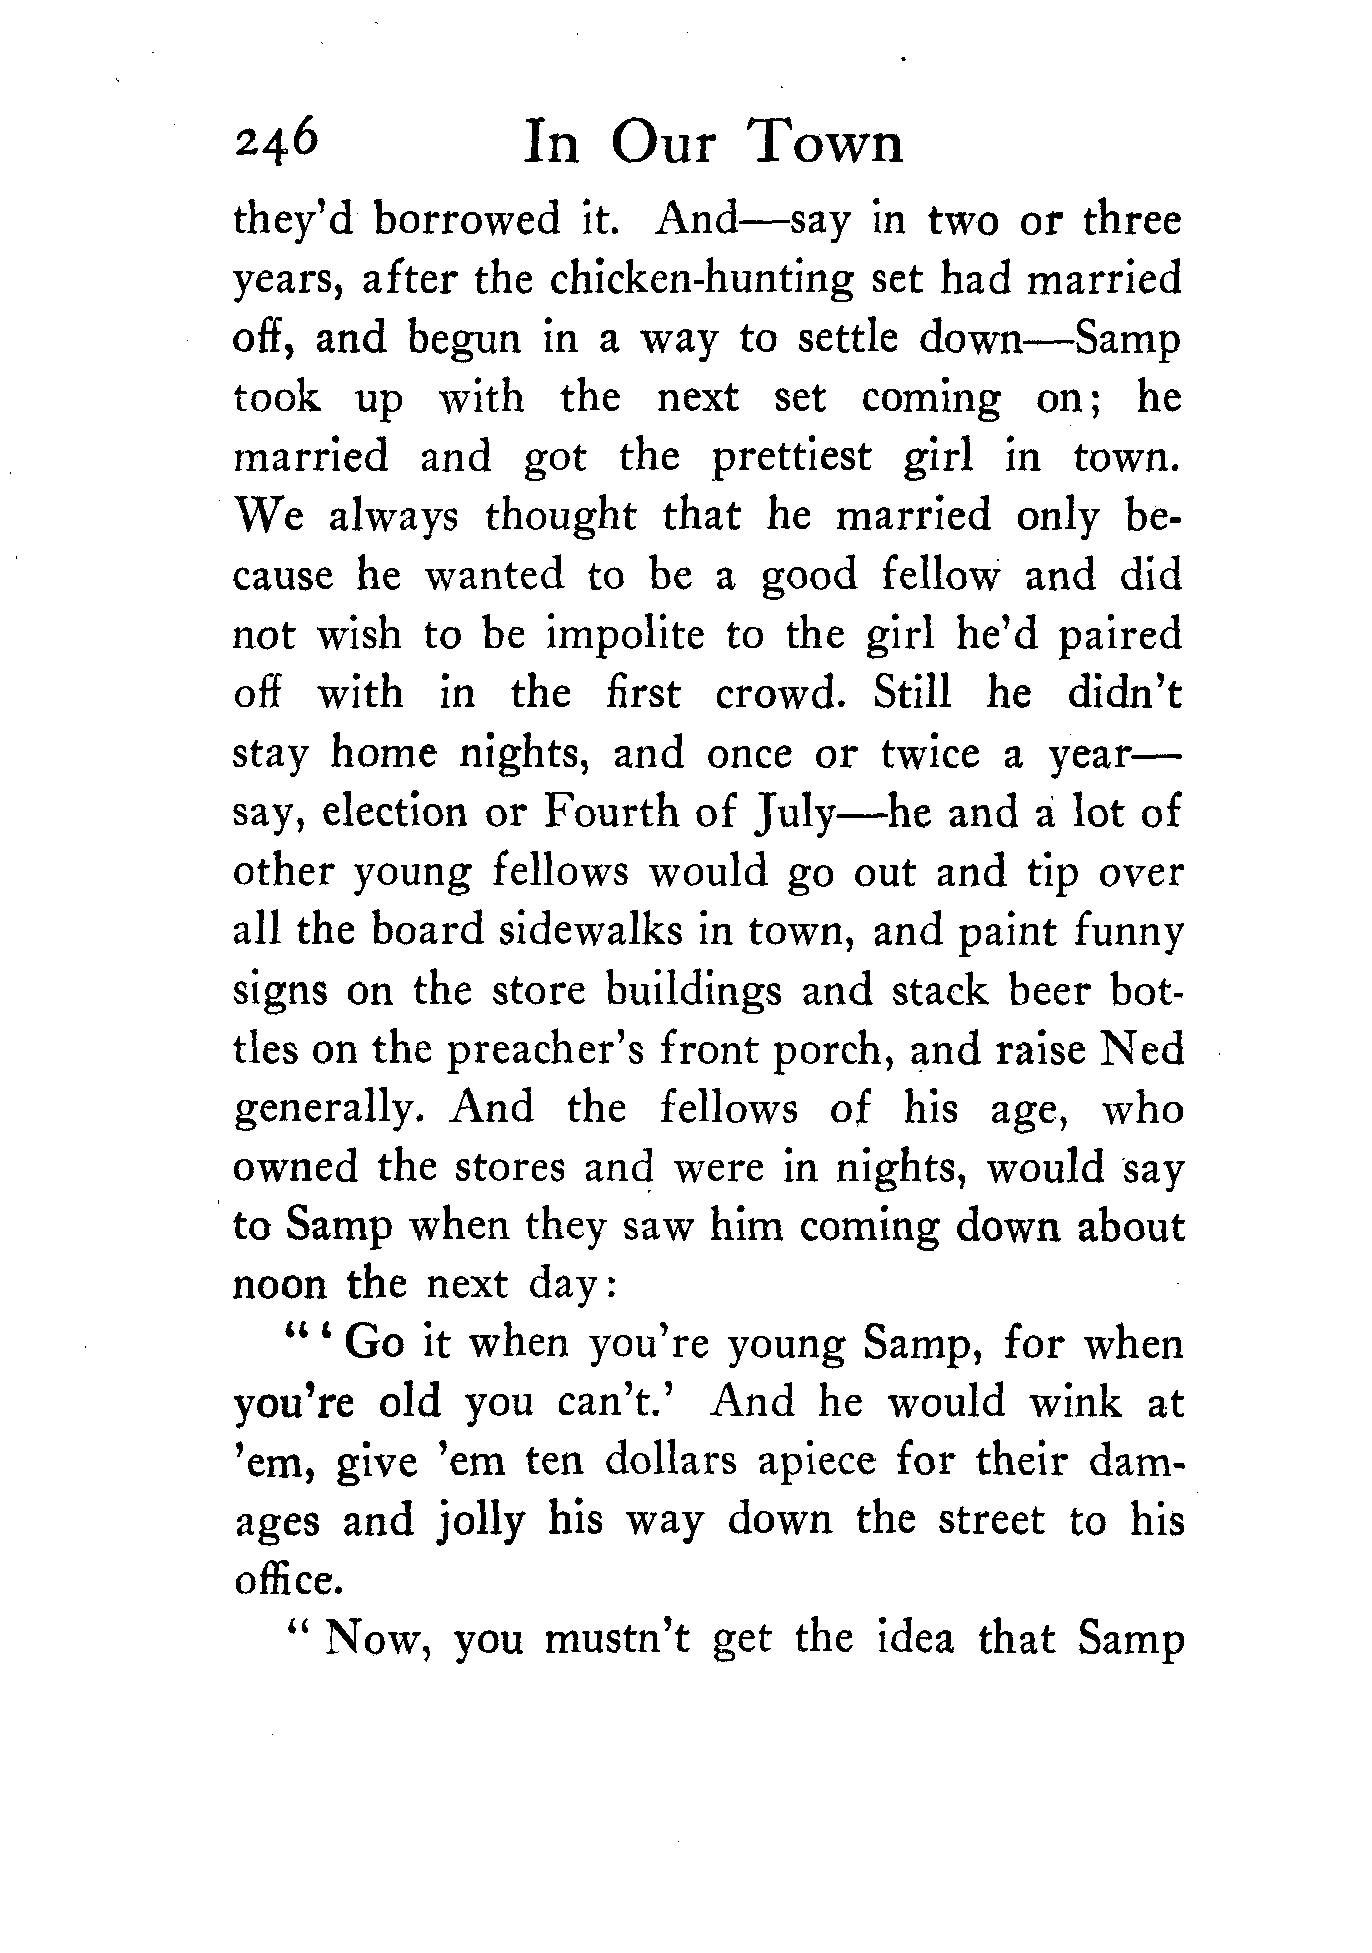 246 In Our Town
they'd borrowed it. And—say in two or three
years, after the chicken-hunting set had married
off, and begun in a way to settle down—Samp
took up with the next set coming on; he
married and got the prettiest girl in town.
We always thought that he married only be-
cause he wanted to be a good fellow and did
not wish to be impolite to the girl he'd paired
off with in the first crowd. Still he didn't
stay home nights, and once or twice a year—
say, election or Fourth of July—he and a lot of
other young fellows would go out and tip over
all the board sidewalks in town, and paint funny
signs on the store buildings and stack beer bot-
tles on the preacher's front porch, and raise Ned
generally. And the fellows of his age, who
owned the stores and were in nights, would say
to Samp when they saw him coming down about
noon the next day:
"'Go it when you're young Samp, for when
you're old you can't.' And he would wink at
'em, give 'em ten dollars apiece for their dam-
ages and jolly his way down the street to his
office.
"Now, you mustn't get the idea that Samp